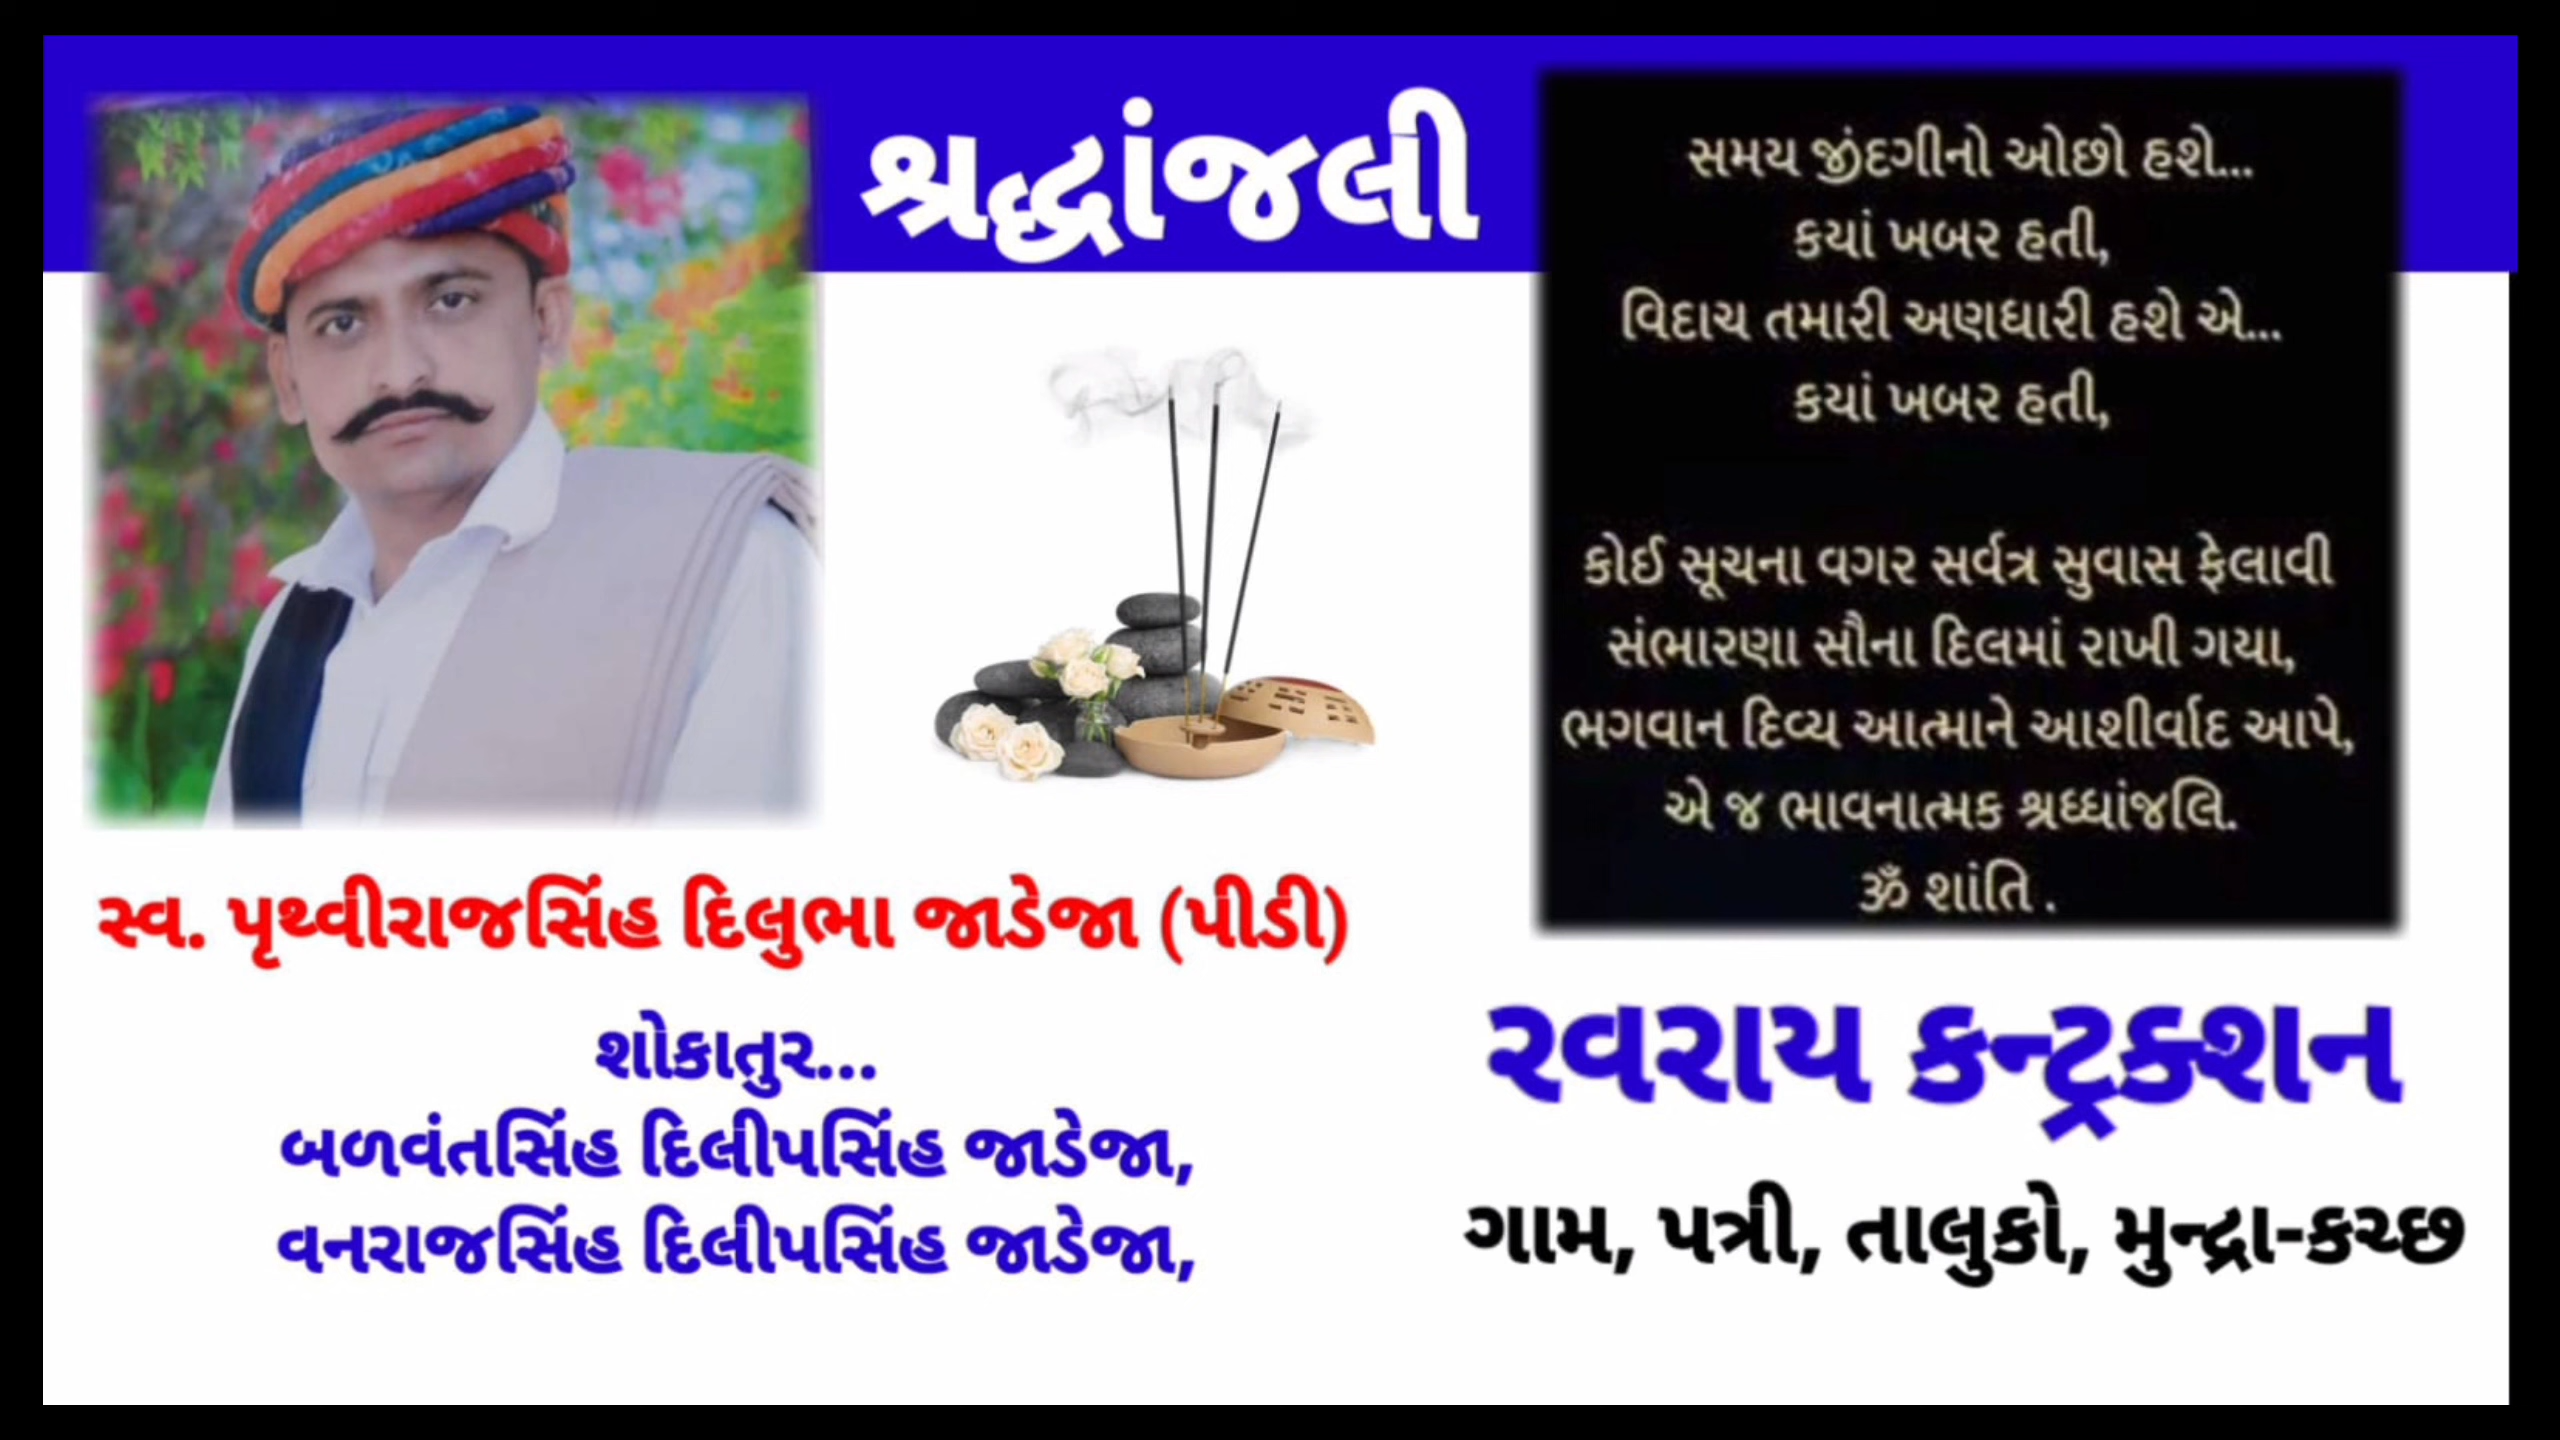 શ્રદ્ધાંજલી
સમય જીંદગીનો ઓછો હશે...
કયાં ખબર હતી,
વિદાય તમારી અણધારી હશે એ...
કયાં ખબર હતી,
કોઈ સૂચના વગર સર્વત્ર સુવાસ ફેલાવી
સંભારણા સૌના દિલમાં રાખી ગયા,
ભગવાન દિવ્ય આત્માને આશીર્વાદ આપે,
એ જ ભાવનાત્મક શ્રધ્ધાંજલિ.
ૐ શાંતિ .
સ્વ. પૃથ્વીરાજસિંહ દિલુભા જાડેજા (પીડી)
શોકાતુર...
બળવંતસિંહ દિલીપસિંહ જાડેજા,
વનરાજસિંહ દિલીપસિંહ જાડેજા,
રવરાય કન્ટ્રક્શન
ગામ, પત્રી, તાલુકો, મુન્દ્રા-કચ્છ